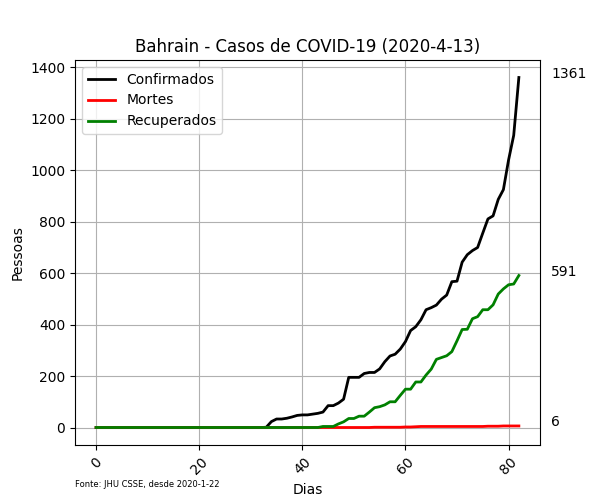 Bahrain - Casos de COVID-19 (2020-4-13)
Confirmados
Mortes
Recuperados
1400
1200
1000
800
600
400
200
0
Pessoas
1361
591
6
0
20
40
60
80
Dias
Fonte: JHU CSSE, desde 2020-1-22